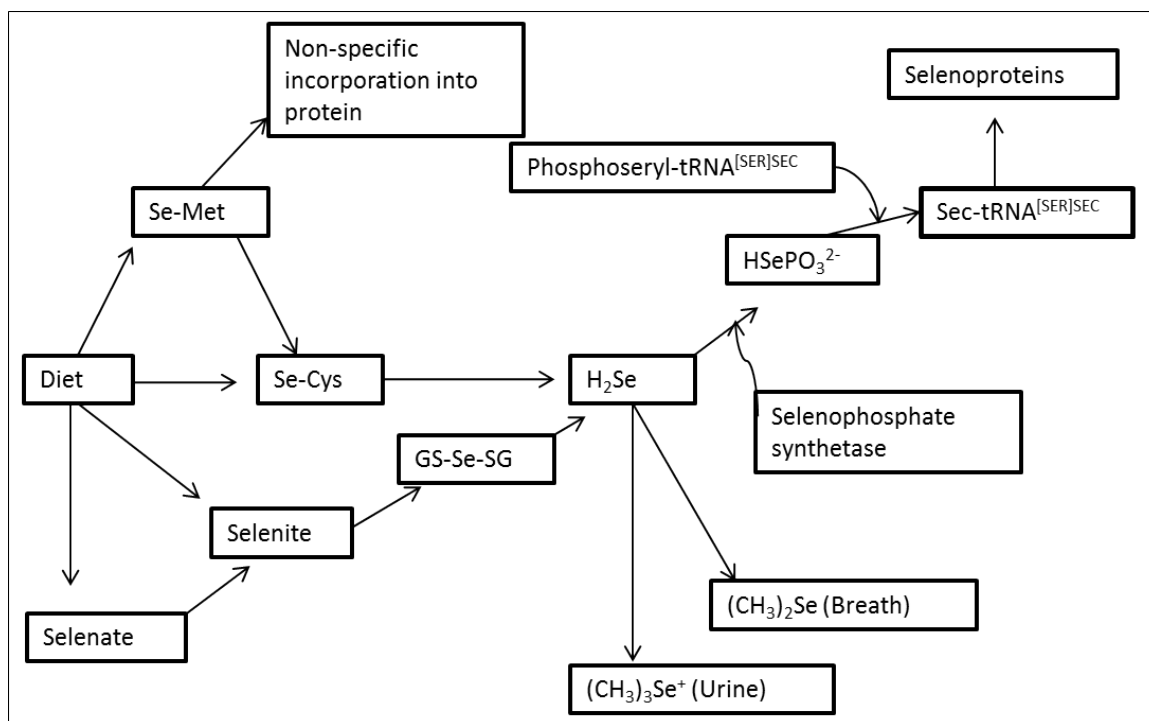 Non-specific
incorporation into
protein
Selenoproteins
Phosphoseryl-tRNA[SER]SEC
Se-Met
Sec-tRNA[SER]SEC
HSePO₃²⁻
Diet
Se-Cys
H₂Se
Selenophosphate
synthetase
GS-Se-SG
Selenite
(CH₃)₂Se (Breath)
Selenate
(CH₃)₃Se⁺ (Urine)